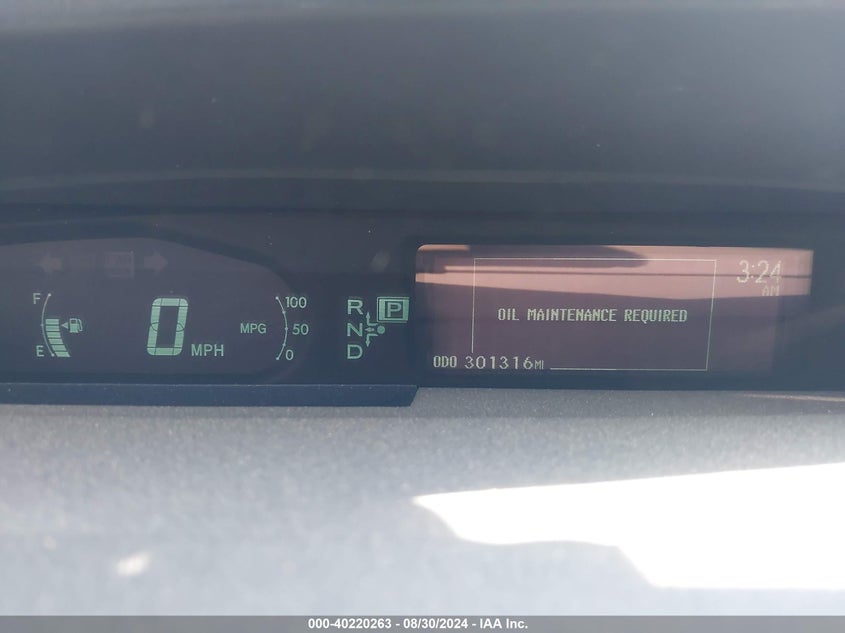 F
E
0 MPH
MPG
100
50
0
R
N
D
P
3:24
AM
OIL MAINTENANCE REQUIRED
ODO 301316MI
000-40220263 - 08/30/2024 - IAA Inc.